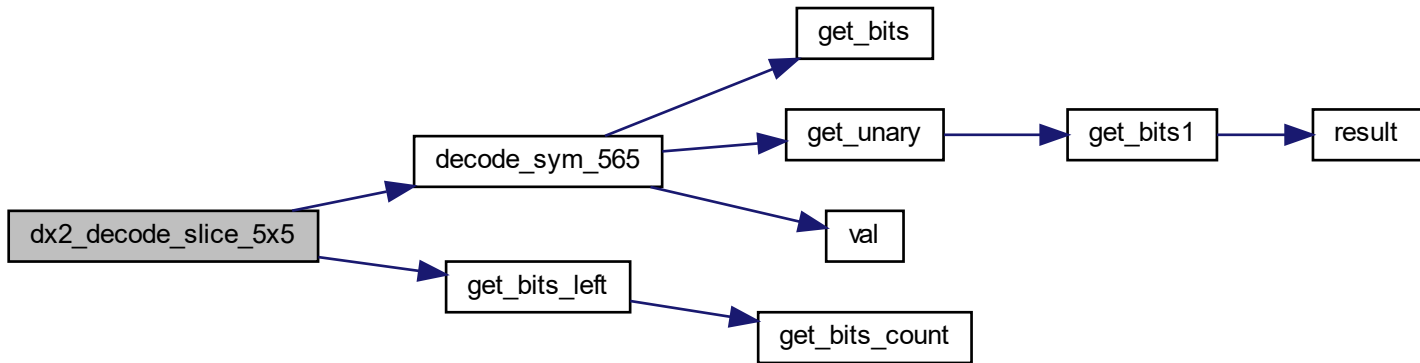 get_bits
get_unary
get_bits1
result
decode_sym_565
val
dx2_decode_slice_5x5
get_bits_left
get_bits_count